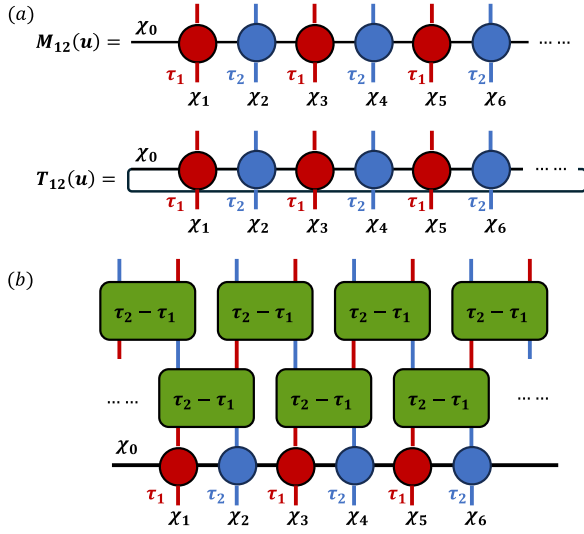 (a)
χ₀
M₁₂(u) = ... ...
τ₁ τ₂ τ₁ τ₂ τ₁ τ₂
χ₁ χ₂ χ₃ χ₄ χ₅ χ₆
χ₀
T₁₂(u) = ... ...
τ₁ τ₂ τ₁ τ₂ τ₁ τ₂
χ₁ χ₂ χ₃ χ₄ χ₅ χ₆
(b)
τ₂ − τ₁ τ₂ − τ₁ τ₂ − τ₁ τ₂ − τ₁
... ... τ₂ − τ₁ τ₂ − τ₁ τ₂ − τ₁ ... ...
χ₀
τ₁ τ₂ τ₁ τ₂ τ₁ τ₂
χ₁ χ₂ χ₃ χ₄ χ₅ χ₆